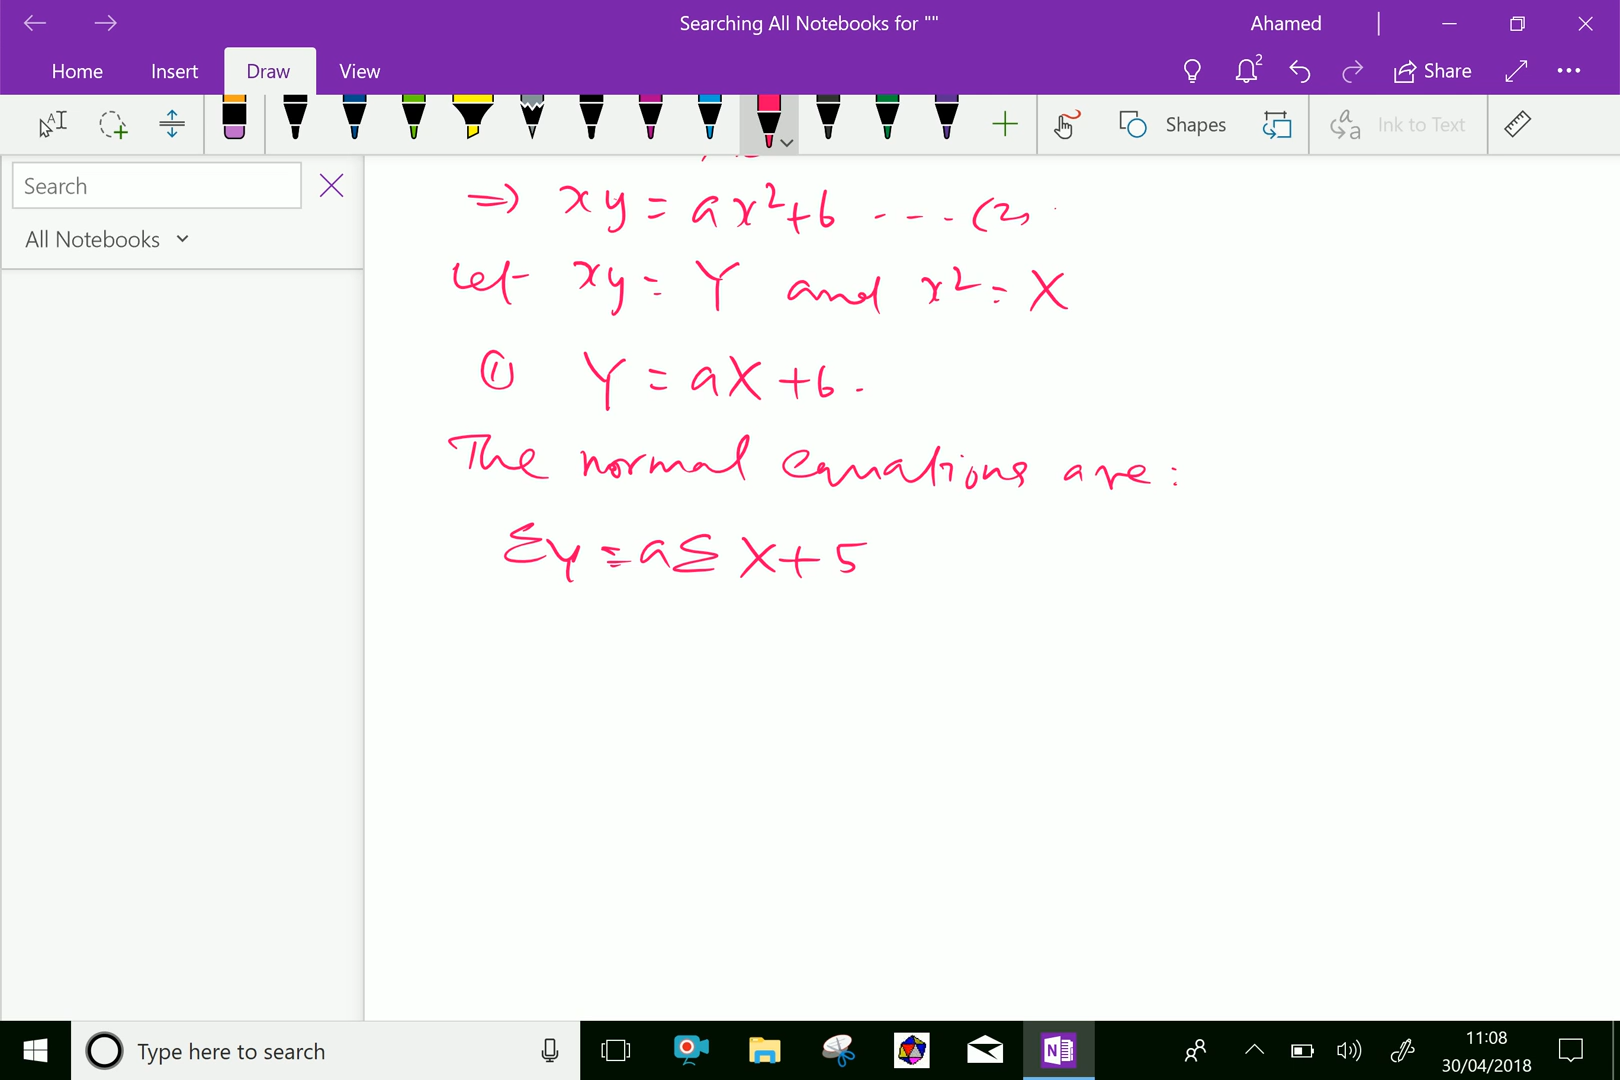 Searching All Notebooks for ""
Ahamed
Home Insert Draw View
2
Share
Shapes
Ink to Text
Search
All Notebooks
=> xy = ax²+b ---- (2)
Let xy = Y and x² = X
① Y = aX + b.
The normal equations are:
Σy = aΣX + 5
Type here to search
11:08
30/04/2018